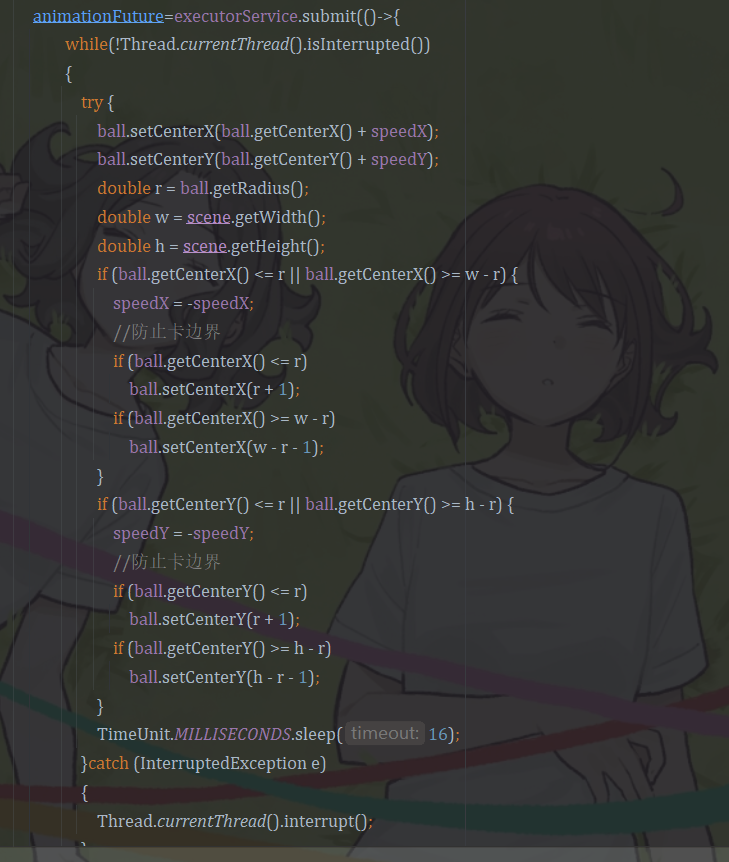 animationFuture=executorService.submit(()->{
while(!Thread.currentThread().isInterrupted())
{
try {
ball.setCenterX(ball.getCenterX() + speedX);
ball.setCenterY(ball.getCenterY() + speedY);
double r = ball.getRadius();
double w = scene.getWidth();
double h = scene.getHeight();
if (ball.getCenterX() <= r || ball.getCenterX() >= w - r) {
speedX = -speedX;
//防止卡边界
if (ball.getCenterX() <= r)
ball.setCenterX(r + 1);
if (ball.getCenterX() >= w - r)
ball.setCenterX(w - r - 1);
}
if (ball.getCenterY() <= r || ball.getCenterY() >= h - r) {
speedY = -speedY;
//防止卡边界
if (ball.getCenterY() <= r)
ball.setCenterY(r + 1);
if (ball.getCenterY() >= h - r)
ball.setCenterY(h - r - 1);
}
TimeUnit.MILLISECONDS.sleep( timeout: 16);
}catch (InterruptedException e)
{
Thread.currentThread().interrupt();